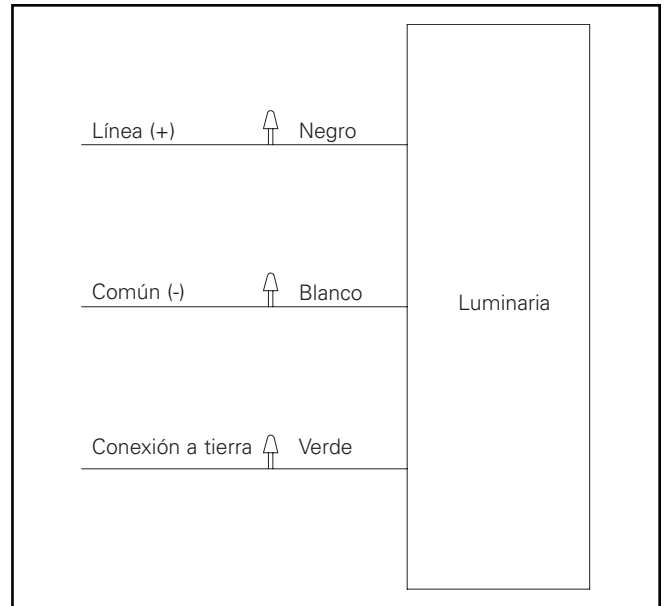 Línea (+) Negro
Común (-) Blanco
Luminaria
Conexión a tierra Verde